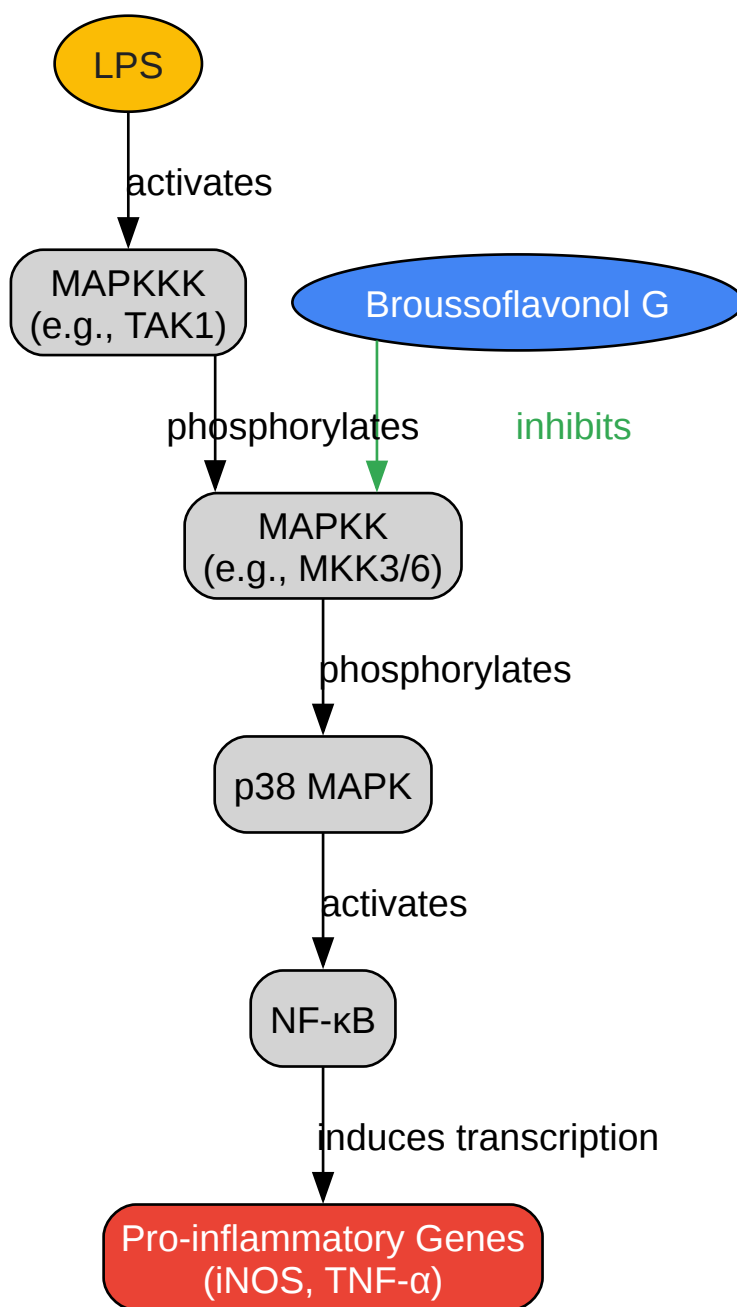 LPS
activates
MAPKKK
(e.g., TAK1)
Broussoflavonol G
phosphorylates
inhibits
MAPKK
(e.g., MKK3/6)
phosphorylates
p38 MAPK
activates
NF-κB
induces transcription
Pro-inflammatory Genes
(iNOS, TNF-α)